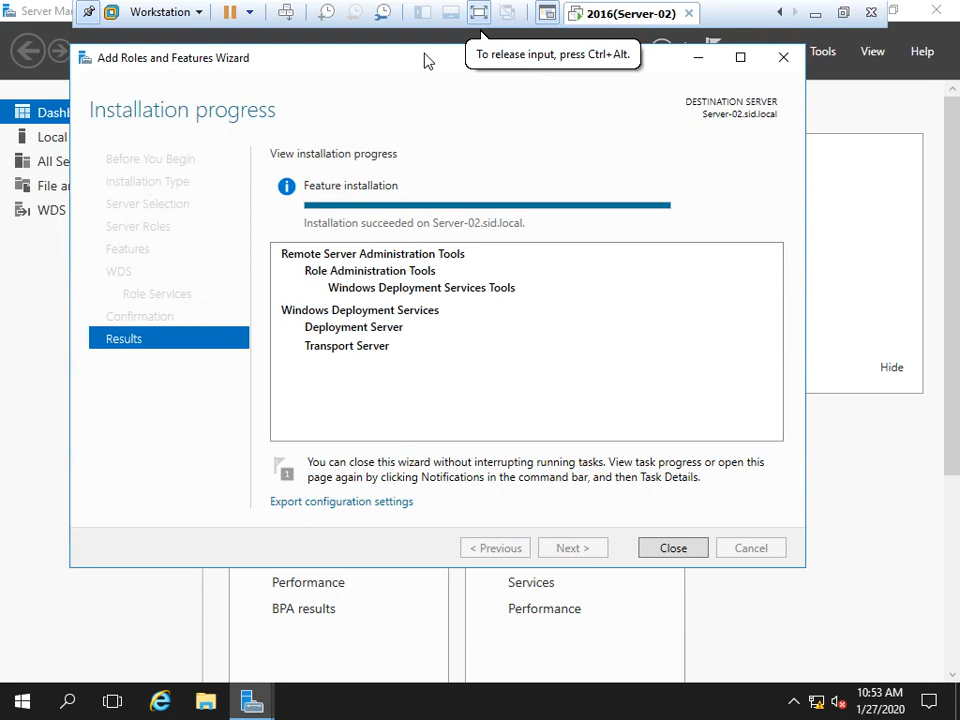 Server Ma
Workstation
2016(Server-02)
To release input, press Ctrl+Alt.
Tools
View
Help
Add Roles and Features Wizard
Installation progress
DESTINATION SERVER
Server-02.sid.local
Dashl
Local
All Se
File a
WDS
Before You Begin
Installation Type
Server Selection
Server Roles
Features
WDS
Role Services
Confirmation
Results
View installation progress
Feature installation
Installation succeeded on Server-02.sid.local.
Remote Server Administration Tools
Role Administration Tools
Windows Deployment Services Tools
Windows Deployment Services
Deployment Server
Transport Server
Hide
1
You can close this wizard without interrupting running tasks. View task progress or open this
page again by clicking Notifications in the command bar, and then Task Details.
Export configuration settings
< Previous
Next >
Close
Cancel
Performance
BPA results
Services
Performance
10:53 AM
1/27/2020